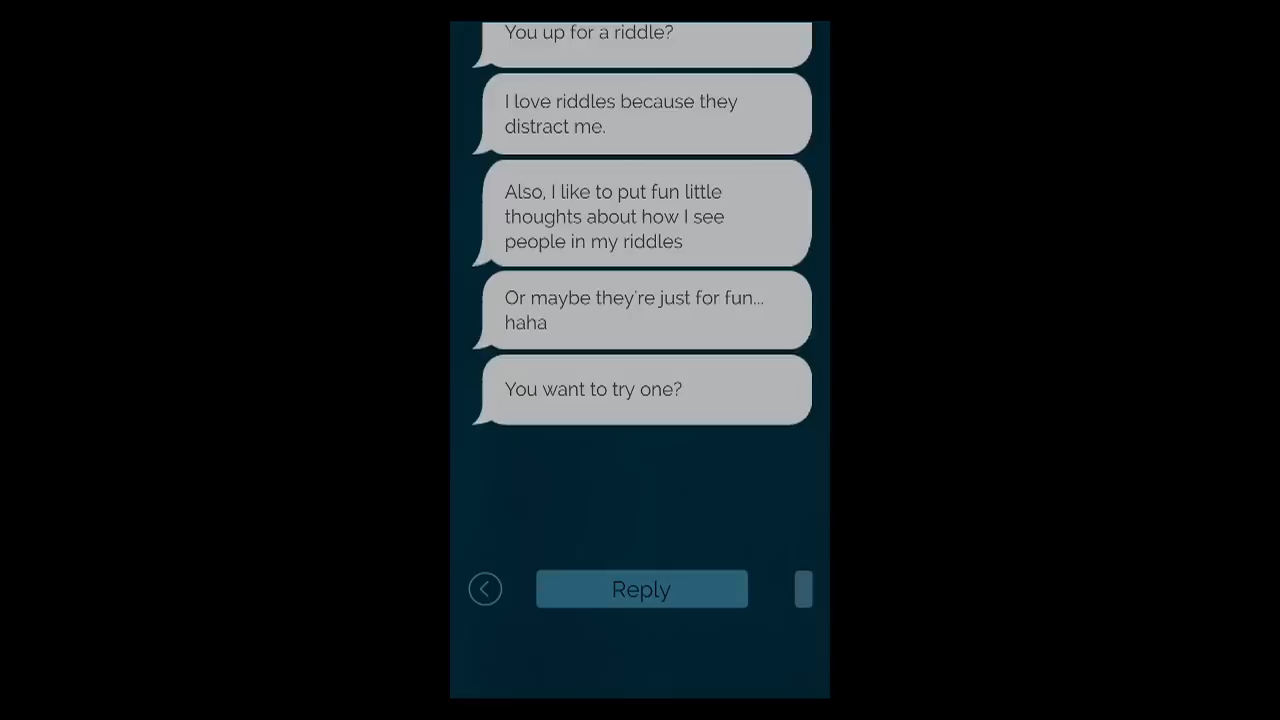 You up for a riddle?
I love riddles because they
distract me.
Also, I like to put fun little
thoughts about how I see
people in my riddles
Or maybe they're just for fun...
haha
You want to try one?
Reply